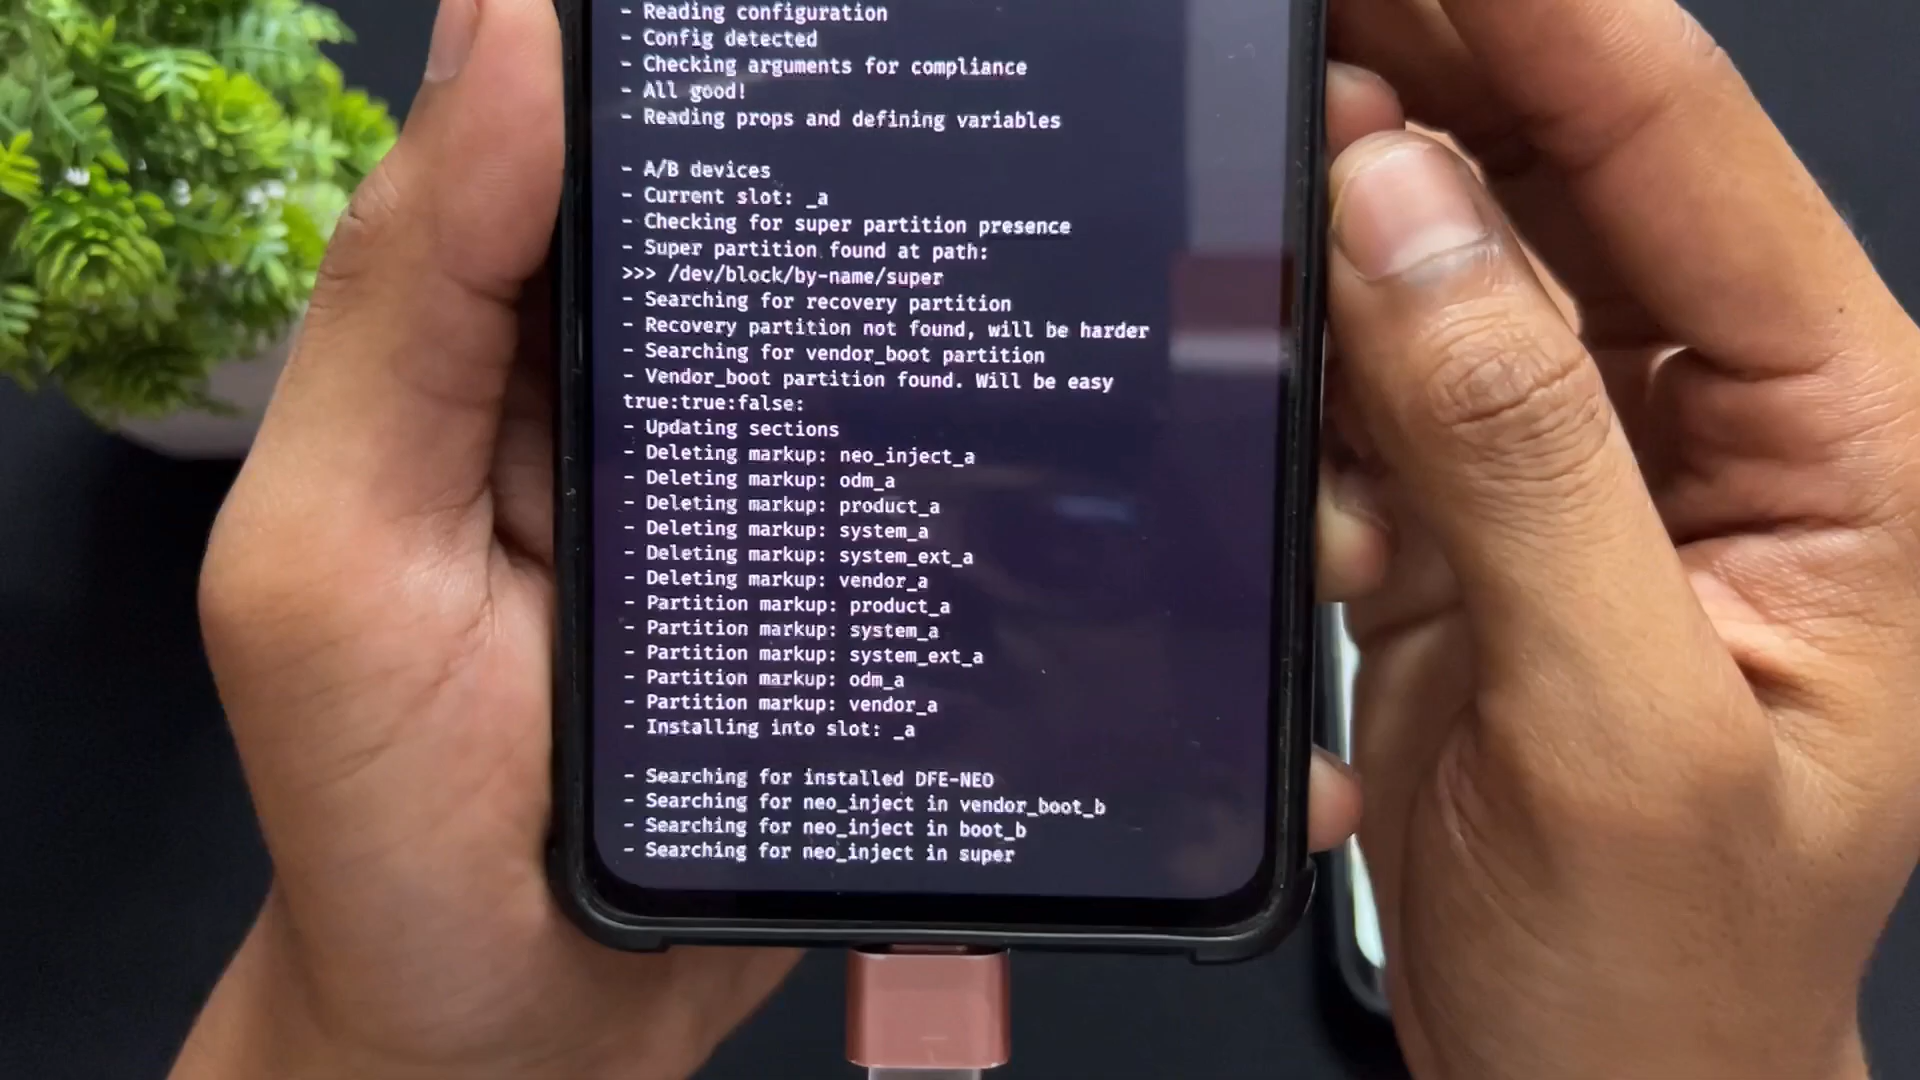 - Reading configuration
- Config detected
- Checking arguments for compliance
- All good!
- Reading props and defining variables
- A/B devices
- Current slot: _a
- Checking for super partition presence
- Super partition found at path:
>>> /dev/block/by-name/super
- Searching for recovery partition
- Recovery partition not found, will be harder
- Searching for vendor_boot partition
- Vendor_boot partition found. Will be easy
true:true:false:
- Updating sections
- Deleting markup: neo_inject_a
- Deleting markup: odm_a
- Deleting markup: product_a
- Deleting markup: system_a
- Deleting markup: system_ext_a
- Deleting markup: vendor_a
- Partition markup: product_a
- Partition markup: system_a
- Partition markup: system_ext_a
- Partition markup: odm_a
- Partition markup: vendor_a
- Installing into slot: _a
- Searching for installed DFE-NEO
- Searching for neo_inject in vendor_boot_b
- Searching for neo_inject in boot_b
- Searching for neo_inject in super